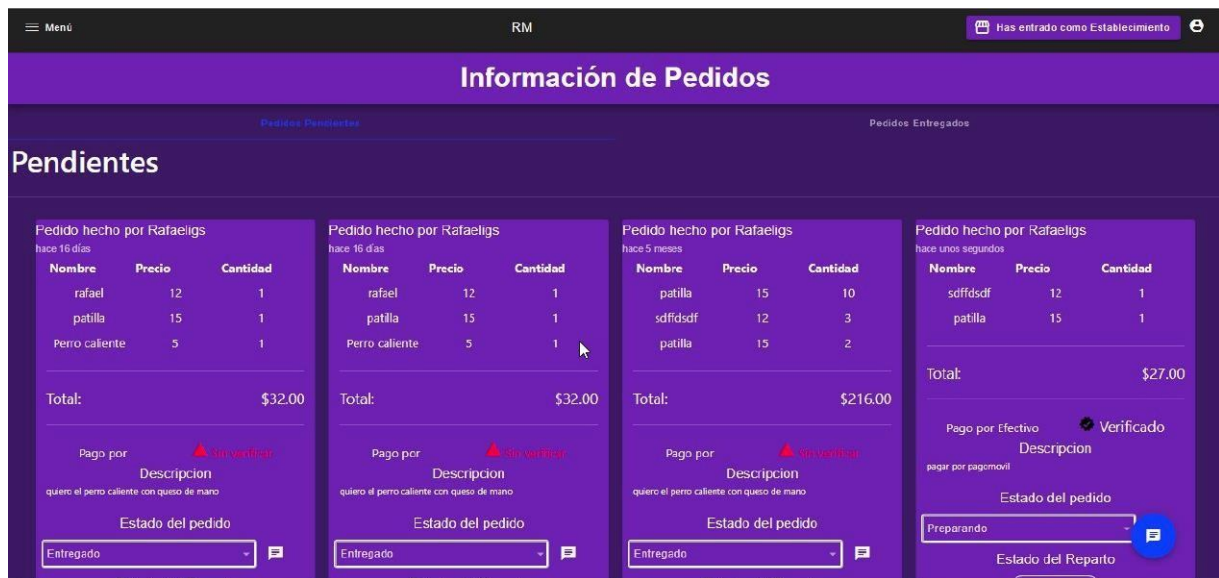 Menú
RM
Has entrado como Establecimiento
Información de Pedidos
Pedidos Pendientes
Pedidos Entregados
Pendientes
Pedido hecho por Rafaeligs
hace 16 días
Nombre Precio Cantidad
rafael 12 1
patilla 15 1
Perro caliente 5 1
Total: $32.00
Pago por Sin verificar
Descripcion
quiero el perro caliente con queso de mano
Estado del pedido
Entregado
Pedido hecho por Rafaeligs
hace 16 días
Nombre Precio Cantidad
rafael 12 1
patilla 15 1
Perro caliente 5 1
Total: $32.00
Pago por Sin verificar
Descripcion
quiero el perro caliente con queso de mano
Estado del pedido
Entregado
Pedido hecho por Rafaeligs
hace 5 meses
Nombre Precio Cantidad
patilla 15 10
sdffdsdf 12 3
patilla 15 2
Total: $216.00
Pago por Sin verificar
Descripcion
quiero el perro caliente con queso de mano
Estado del pedido
Entregado
Pedido hecho por Rafaeligs
hace unos segundos
Nombre Precio Cantidad
sdffdsdf 12 1
patilla 15 1
Total: $27.00
Pago por Efectivo Verificado
Descripcion
pagar por pagomovil
Estado del pedido
Preparando
Estado del Reparto